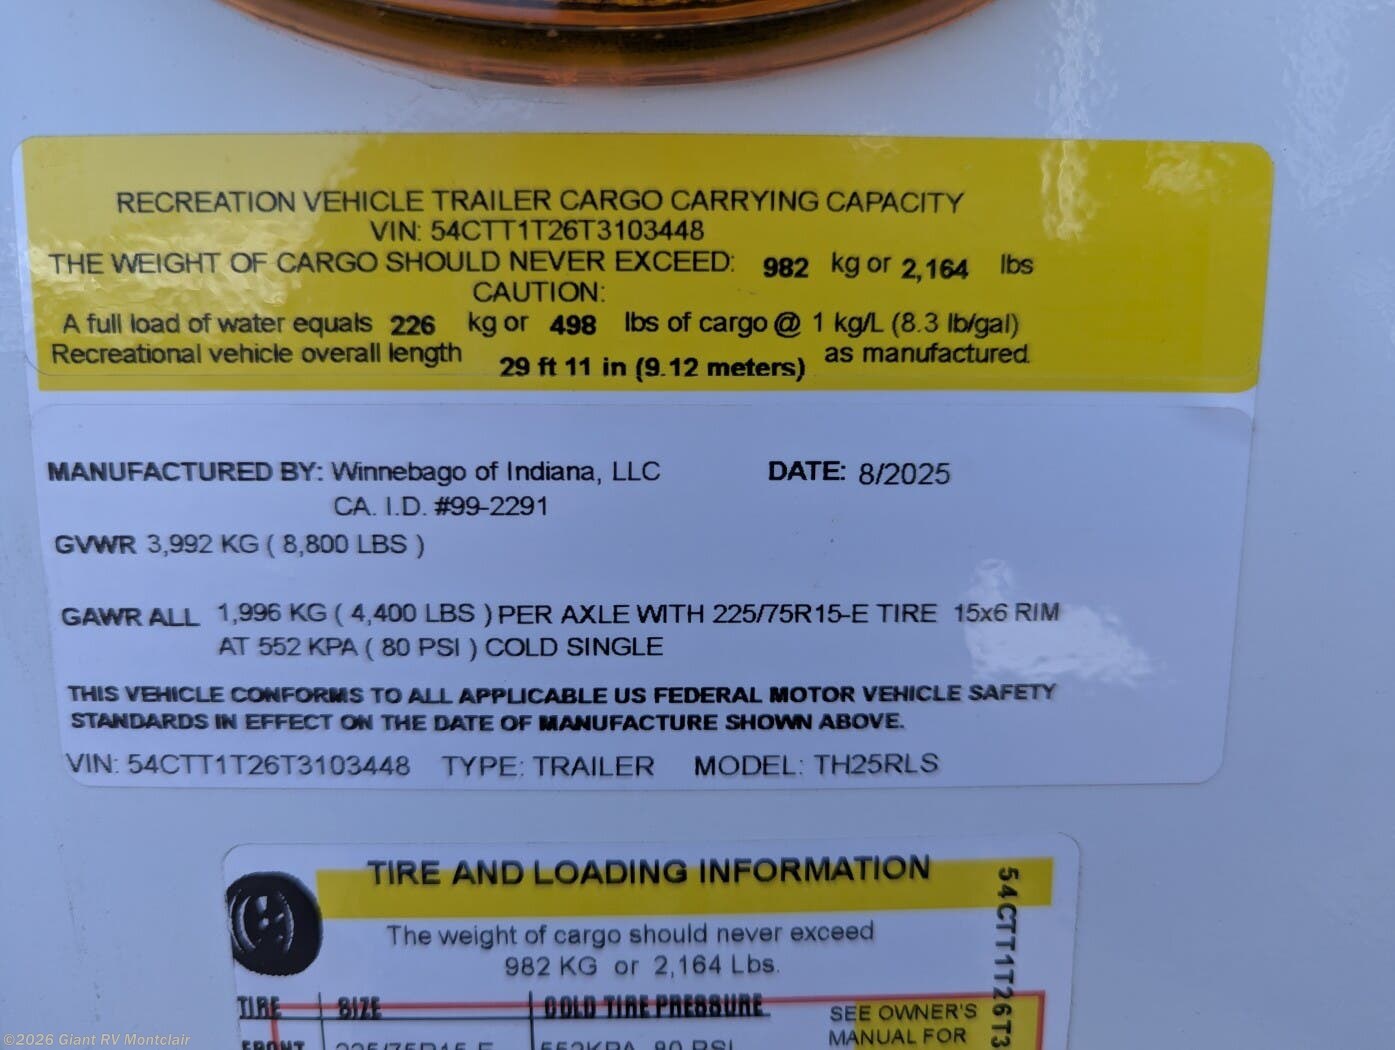 RECREATION VEHICLE TRAILER CARGO CARRYING CAPACITY
VIN: 54CTT1T26T3103448
THE WEIGHT OF CARGO SHOULD NEVER EXCEED: 982 kg or 2,164 lbs
CAUTION:
A full load of water equals 226 kg or 498 lbs of cargo @ 1 kg/L (8.3 lb/gal)
Recreational vehicle overall length 29 ft 11 in (9.12 meters) as manufactured.
MANUFACTURED BY: Winnebago of Indiana, LLC DATE: 8/2025
CA. I.D. #99-2291
GVWR 3,992 KG ( 8,800 LBS )
GAWR ALL 1,996 KG ( 4,400 LBS ) PER AXLE WITH 225/75R15-E TIRE 15x6 RIM
AT 552 KPA ( 80 PSI ) COLD SINGLE
THIS VEHICLE CONFORMS TO ALL APPLICABLE US FEDERAL MOTOR VEHICLE SAFETY
STANDARDS IN EFFECT ON THE DATE OF MANUFACTURE SHOWN ABOVE.
VIN: 54CTT1T26T3103448 TYPE: TRAILER MODEL: TH25RLS
TIRE AND LOADING INFORMATION
The weight of cargo should never exceed
982 KG or 2,164 Lbs.
TIRE SIZE COLD TIRE PRESSURE
SEE OWNER'S
MANUAL FOR
FRONT 225/75R15-E 552KPA 80 PSI
54CTT1T26T3
©2026 Giant RV Montclair